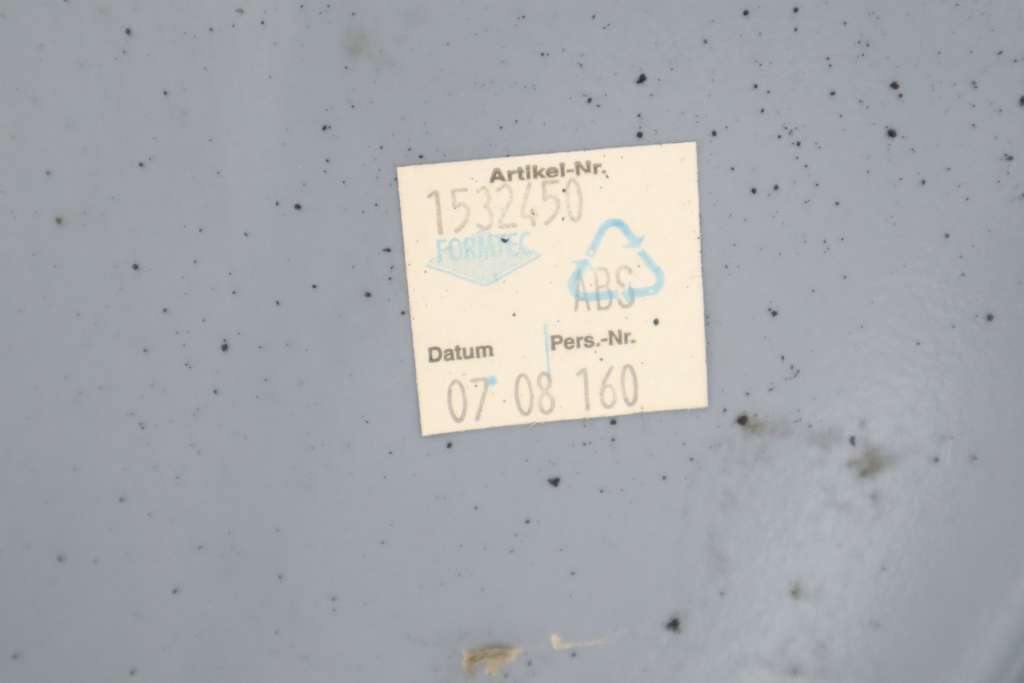 Artikel-Nr.
1532450
FORMTEC
ABS
Datum Pers.-Nr.
07 08 160